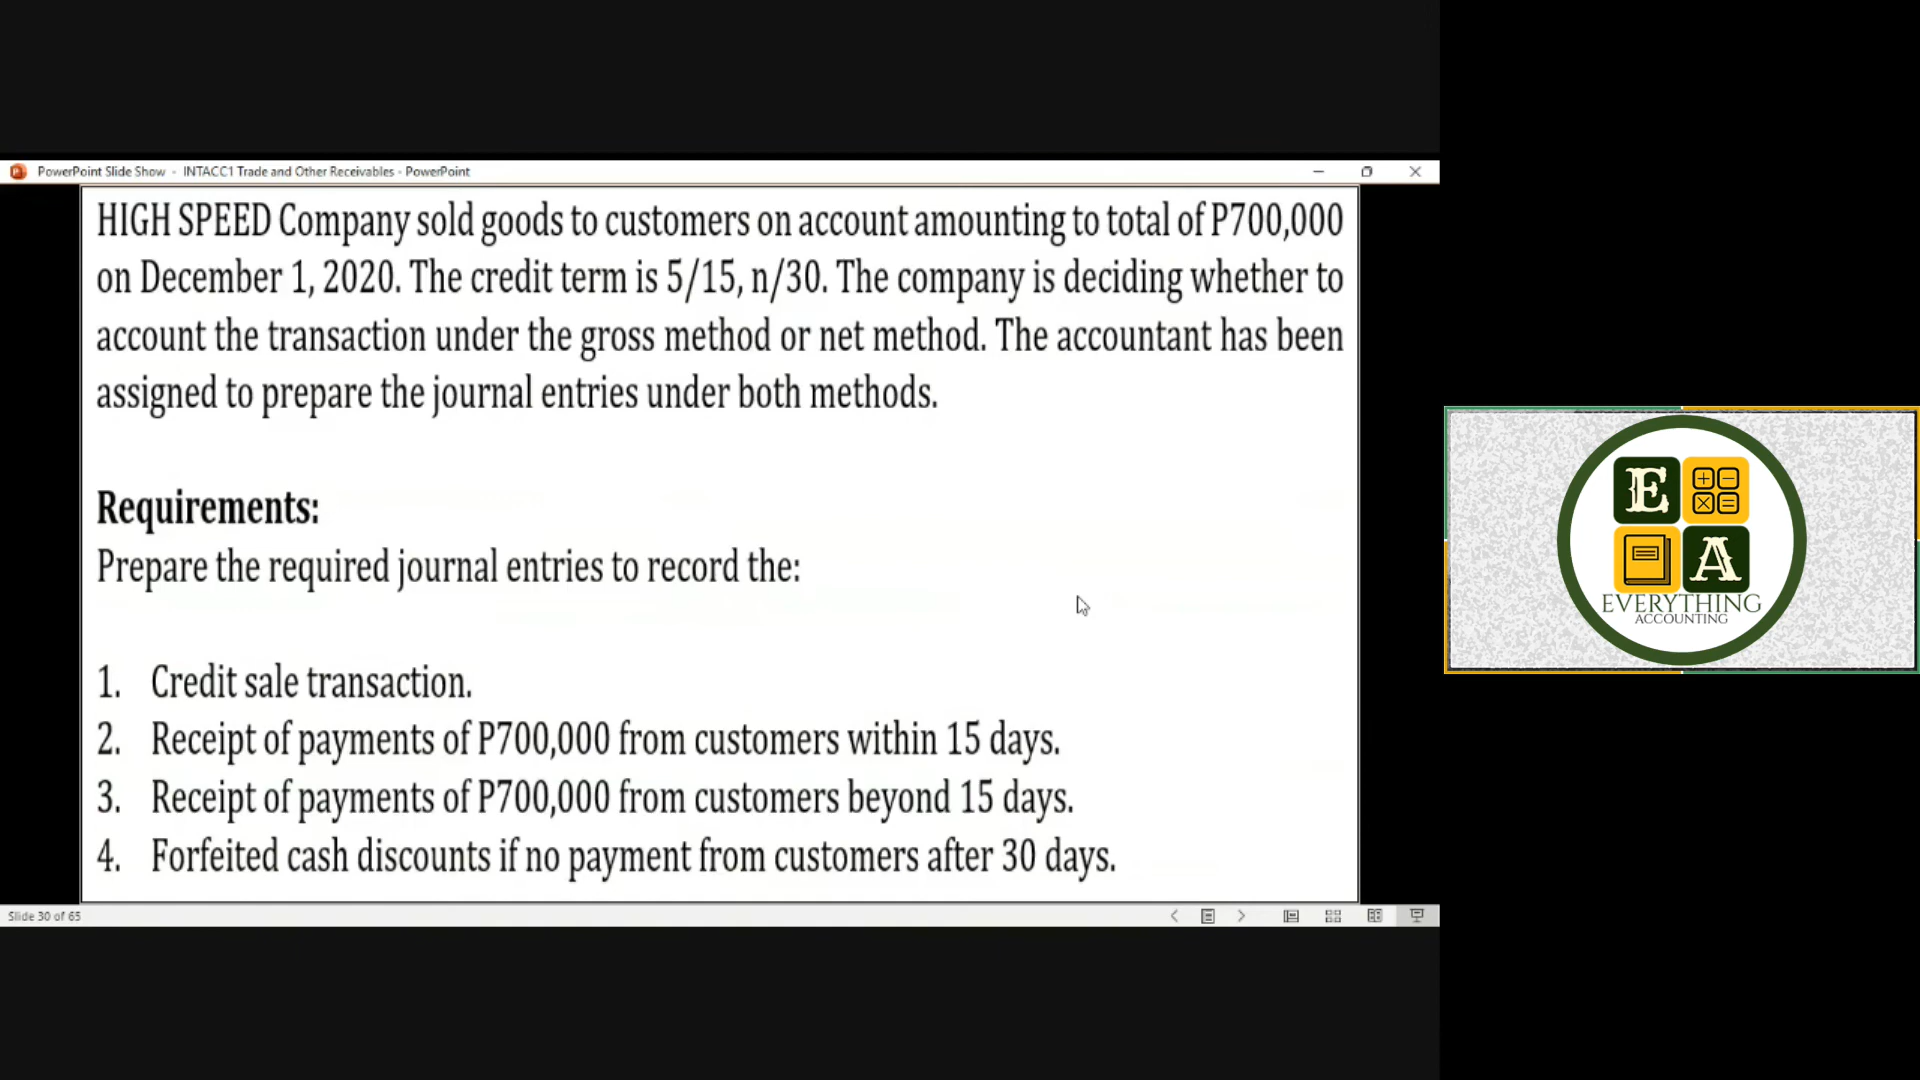 PowerPoint Slide Show - INTACC1 Trade and Other Receivables - PowerPoint
HIGH SPEED Company sold goods to customers on account amounting to total of P700,000
on December 1, 2020. The credit term is 5/15, n/30. The company is deciding whether to
account the transaction under the gross method or net method. The accountant has been
assigned to prepare the journal entries under both methods.
Requirements:
Prepare the required journal entries to record the:
1. Credit sale transaction.
2. Receipt of payments of P700,000 from customers within 15 days.
3. Receipt of payments of P700,000 from customers beyond 15 days.
4. Forfeited cash discounts if no payment from customers after 30 days.
Slide 30 of 65
E
A
EVERYTHING
ACCOUNTING